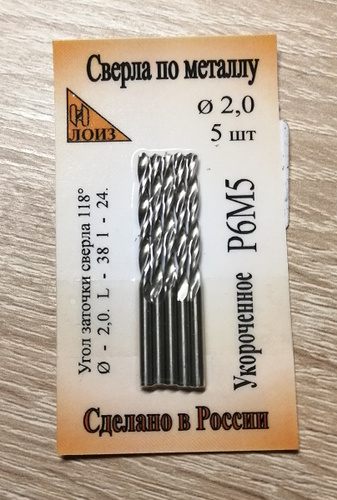 Сверла по металлу
ЛОИЗ
Ø 2,0
5 шт
Угол заточки сверла 118°
Ø - 2,0. L - 38 l - 24.
Укороченное Р6М5
Сделано в России